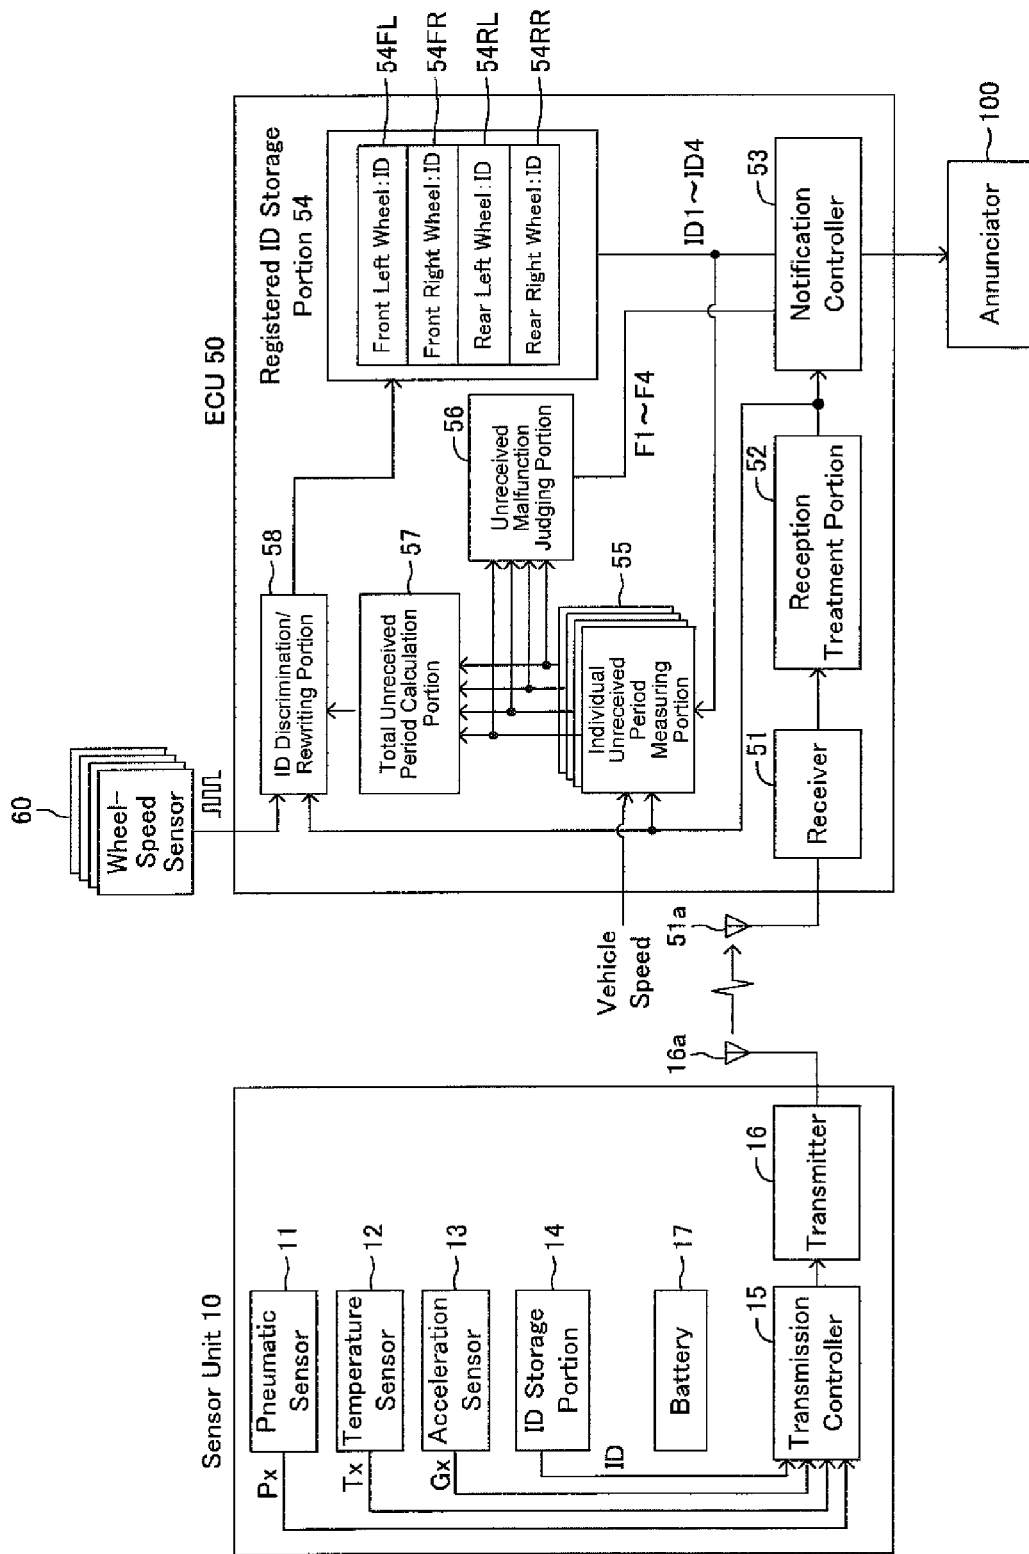 Sensor Unit 10
Pneumatic
Sensor
11
Px
Temperature
Sensor
12
Tx
Acceleration
Sensor
13
Gx
ID Storage
Portion
14
ID
Battery
17
Transmission
Controller
15
Transmitter
16
16a
51a
Vehicle
Speed
60
Wheel-
Speed
Sensor
ECU 50
ID Discrimination/
Rewriting Portion
58
Total Unreceived
Period Calculation
Portion
57
Individual
Unreceived
Period
Measuring
Portion
55
Unreceived
Malfunction
Judging Portion
56
F1~F4
Registered ID Storage
Portion 54
Front Left Wheel:ID
Front Right Wheel:ID
Rear Left Wheel:ID
Rear Right Wheel:ID
54FL
54FR
54RL
54RR
ID1~ID4
Receiver
51
Reception
Treatment Portion
52
Notification
Controller
53
Annunciator
100